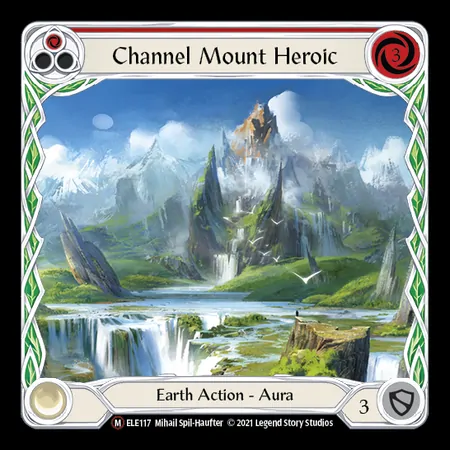 Channel Mount Heroic
3
Earth Action - Aura
3
M ELE117 Mihail Spil-Haufter © 2021 Legend Story Studios